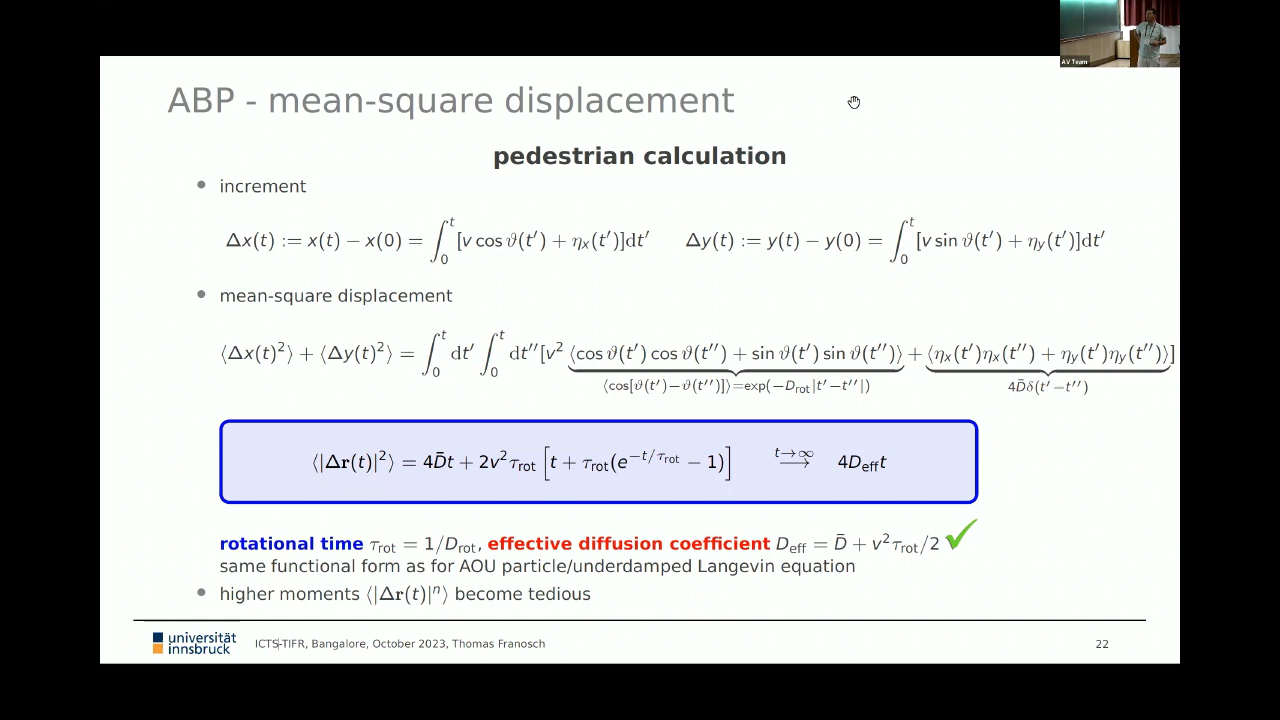 AV Team
ABP - mean-square displacement
pedestrian calculation
• increment
Δx(t) := x(t) − x(0) = ∫₀ᵗ [v cos ϑ(t′) + ηₓ(t′)]dt′ Δy(t) := y(t) − y(0) = ∫₀ᵗ [v sin ϑ(t′) + η_y(t′)]dt′
• mean-square displacement
⟨Δx(t)²⟩ + ⟨Δy(t)²⟩ = ∫₀ᵗ dt′ ∫₀ᵗ dt″[v² ⟨cos ϑ(t′) cos ϑ(t″) + sin ϑ(t′) sin ϑ(t″)⟩ + ⟨ηₓ(t′)ηₓ(t″) + η_y(t′)η_y(t″)⟩]
⟨cos[ϑ(t′)−ϑ(t″)]⟩=exp(−D_rot|t′−t″|) 4D̄δ(t′−t″)
⟨|Δr(t)|²⟩ = 4D̄t + 2v²τ_rot [t + τ_rot(e^{−t/τ_rot} − 1)] t→∞ ⟶ 4D_eff t
rotational time τ_rot = 1/D_rot, effective diffusion coefficient D_eff = D̄ + v²τ_rot/2
same functional form as for AOU particle/underdamped Langevin equation
• higher moments ⟨|Δr(t)|ⁿ⟩ become tedious
universität
innsbruck
ICTS-TIFR, Bangalore, October 2023, Thomas Franosch
22